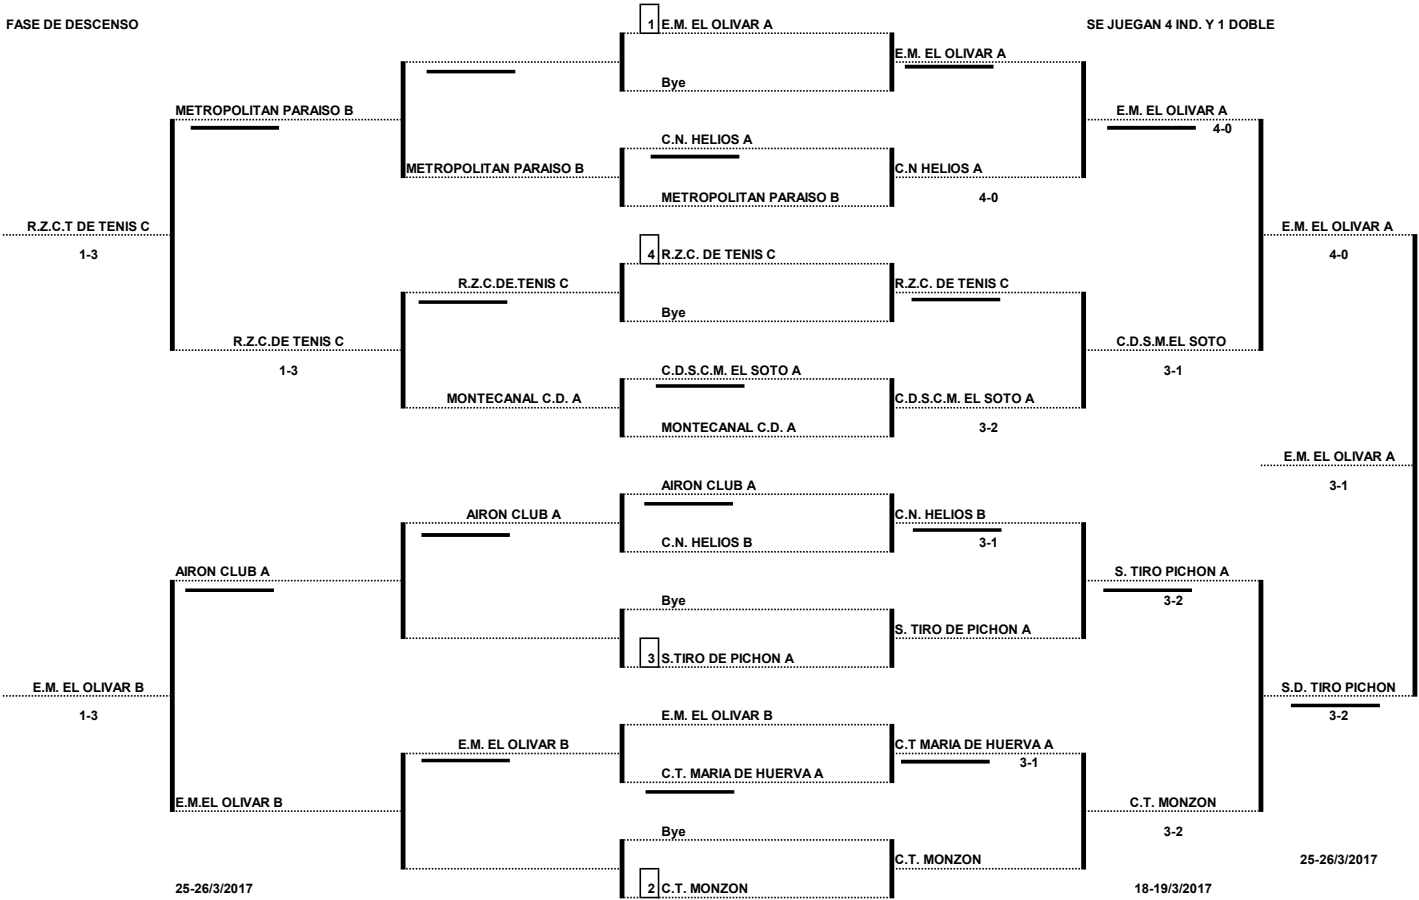 FASE DE DESCENSO
1 E.M. EL OLIVAR A
SE JUEGAN 4 IND. Y 1 DOBLE
E.M. EL OLIVAR A
Bye
METROPOLITAN PARAISO B
E.M. EL OLIVAR A
4-0
C.N. HELIOS A
METROPOLITAN PARAISO B
C.N HELIOS A
METROPOLITAN PARAISO B
4-0
R.Z.C.T DE TENIS C
E.M. EL OLIVAR A
1-3
4 R.Z.C. DE TENIS C
4-0
R.Z.C.DE.TENIS C
R.Z.C. DE TENIS C
Bye
R.Z.C.DE TENIS C
C.D.S.M.EL SOTO
1-3
C.D.S.C.M. EL SOTO A
3-1
MONTECANAL C.D. A
C.D.S.C.M. EL SOTO A
MONTECANAL C.D. A
3-2
E.M. EL OLIVAR A
3-1
AIRON CLUB A
AIRON CLUB A
C.N. HELIOS B
C.N. HELIOS B
3-1
AIRON CLUB A
S. TIRO PICHON A
Bye
3-2
S. TIRO DE PICHON A
3 S.TIRO DE PICHON A
E.M. EL OLIVAR B
S.D. TIRO PICHON
1-3
E.M. EL OLIVAR B
3-2
E.M. EL OLIVAR B
C.T MARIA DE HUERVA A
3-1
C.T. MARIA DE HUERVA A
E.M.EL OLIVAR B
C.T. MONZON
Bye
3-2
C.T. MONZON
25-26/3/2017
25-26/3/2017
2 C.T. MONZON
18-19/3/2017